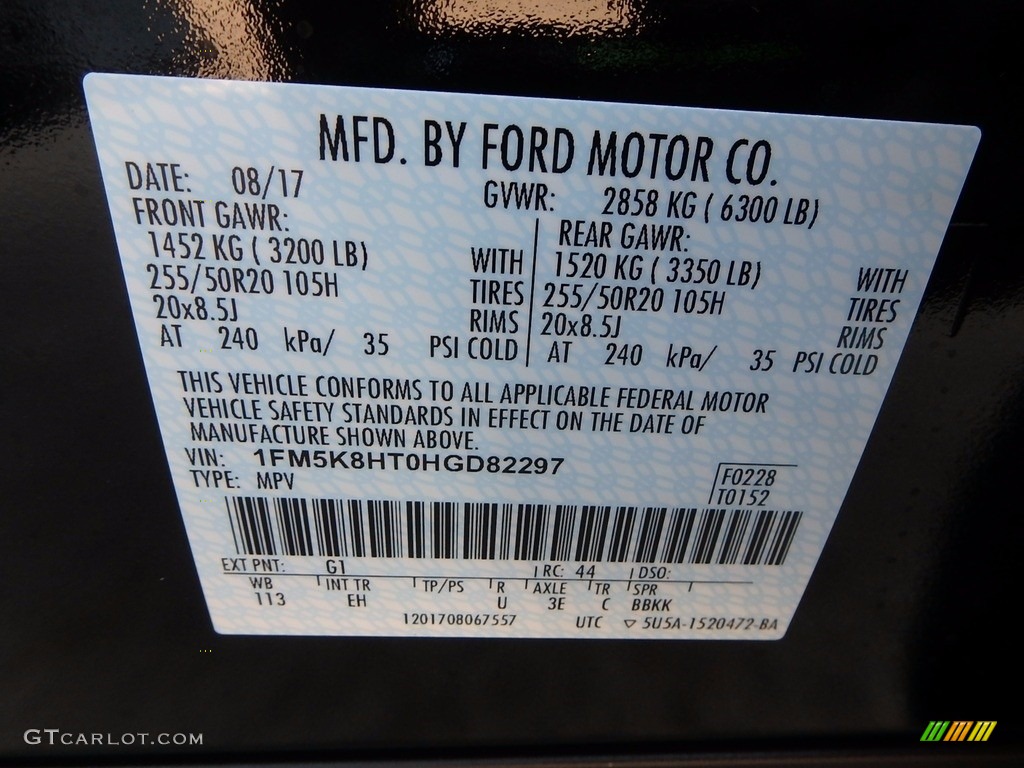 MFD. BY FORD MOTOR CO.
DATE: 08/17 GVWR: 2858 KG ( 6300 LB)
FRONT GAWR: REAR GAWR:
1452 KG ( 3200 LB) WITH 1520 KG ( 3350 LB) WITH
255/50R20 105H TIRES 255/50R20 105H TIRES
20x8.5J RIMS 20x8.5J RIMS
AT 240 kPa/ 35 PSI COLD AT 240 kPa/ 35 PSI COLD
THIS VEHICLE CONFORMS TO ALL APPLICABLE FEDERAL MOTOR
VEHICLE SAFETY STANDARDS IN EFFECT ON THE DATE OF
MANUFACTURE SHOWN ABOVE.
VIN: 1FM5K8HT0HGD82297
TYPE: MPV F0228
T0152
EXT PNT: G1 RC: 44 DSO:
WB INT TR TP/PS R AXLE TR SPR
113 EH U 3E C BBKK
1201708067557 UTC ▽ 5U5A-1520472-BA
GTCARLOT.COM